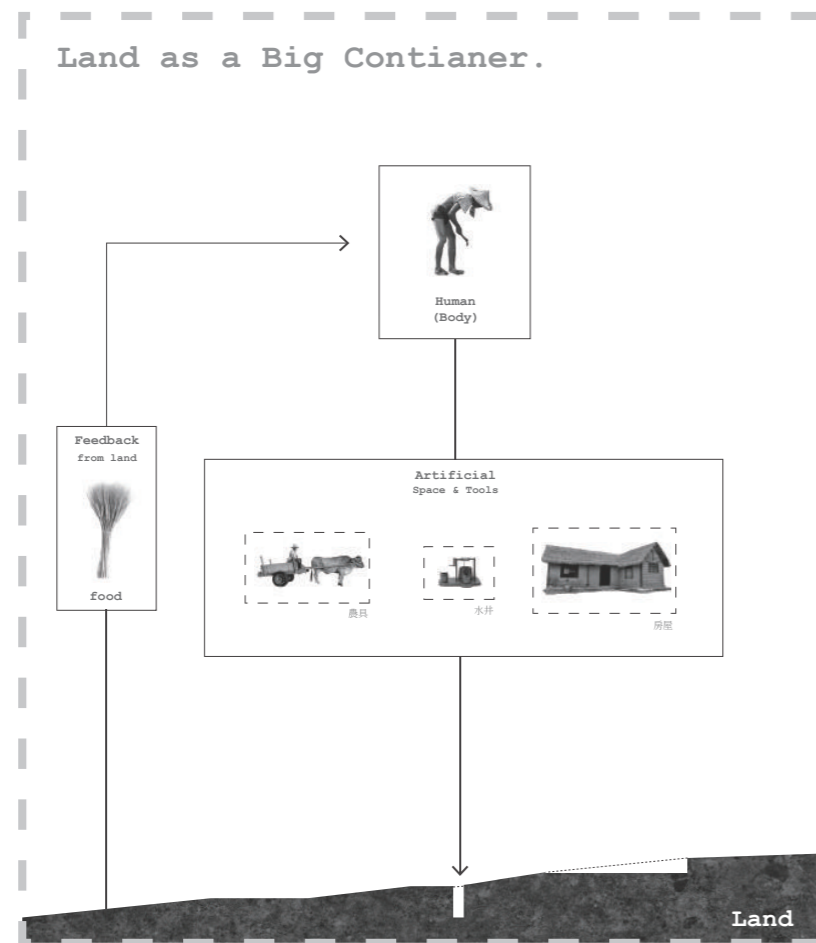 Land as a Big Contianer.
Human
(Body)
Feedback
from land
food
Artificial
Space & Tools
農具
水井
房屋
Land